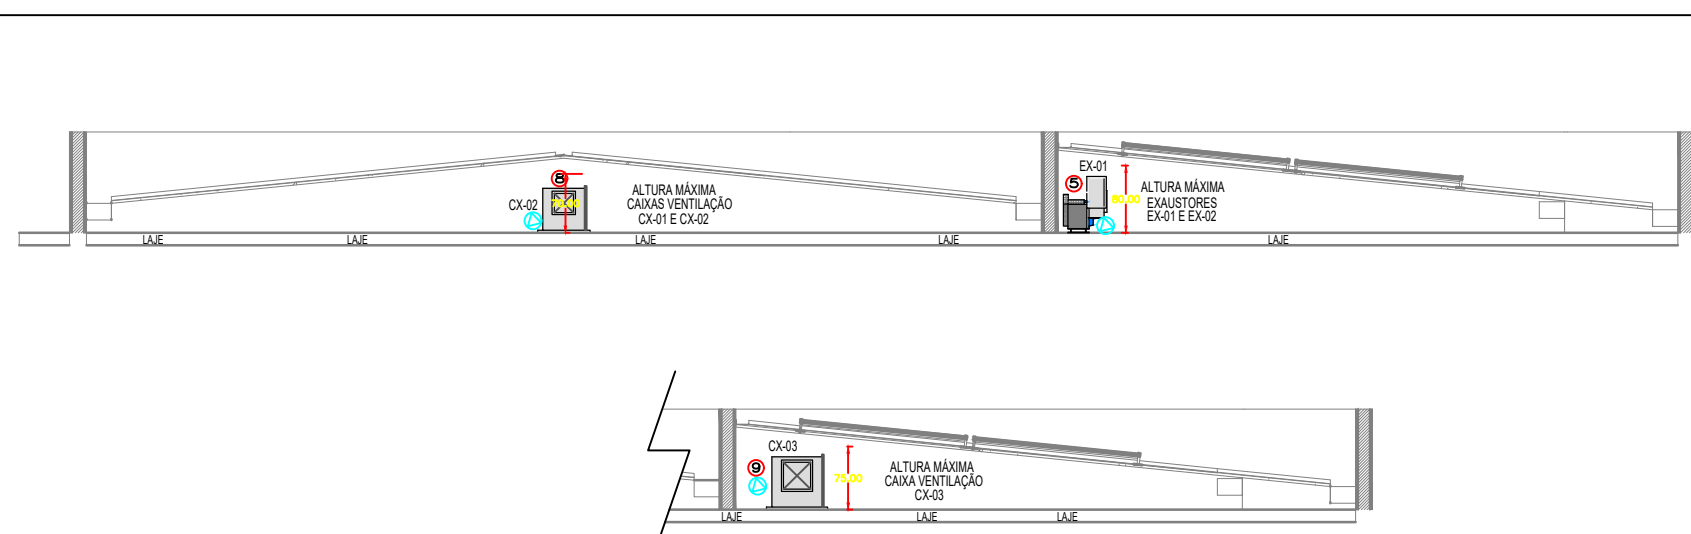 EX-01
8
5
ALTURA MÁXIMA
CAIXAS VENTILAÇÃO
CX-01 E CX-02
ALTURA MÁXIMA
EXAUSTORES
EX-01 E EX-02
CX-02
80.00
LAJE
LAJE
LAJE
LAJE
LAJE
CX-03
9
75.00
ALTURA MÁXIMA
CAIXA VENTILAÇÃO
CX-03
LAJE
LAJE
LAJE